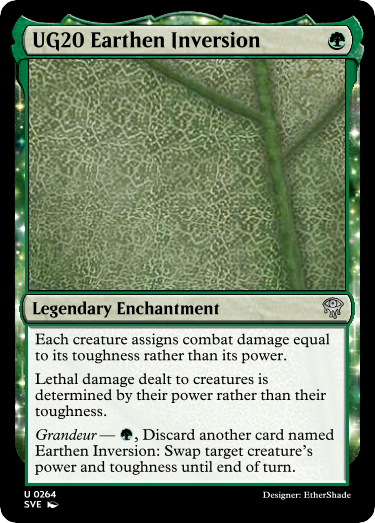 UG20 Earthen Inversion
Legendary Enchantment
Each creature assigns combat damage equal
to its toughness rather than its power.
Lethal damage dealt to creatures is
determined by their power rather than their
toughness.
Grandeur — , Discard another card named
Earthen Inversion: Swap target creature's
power and toughness until end of turn.
U 0264
SVE
Designer: EtherShade